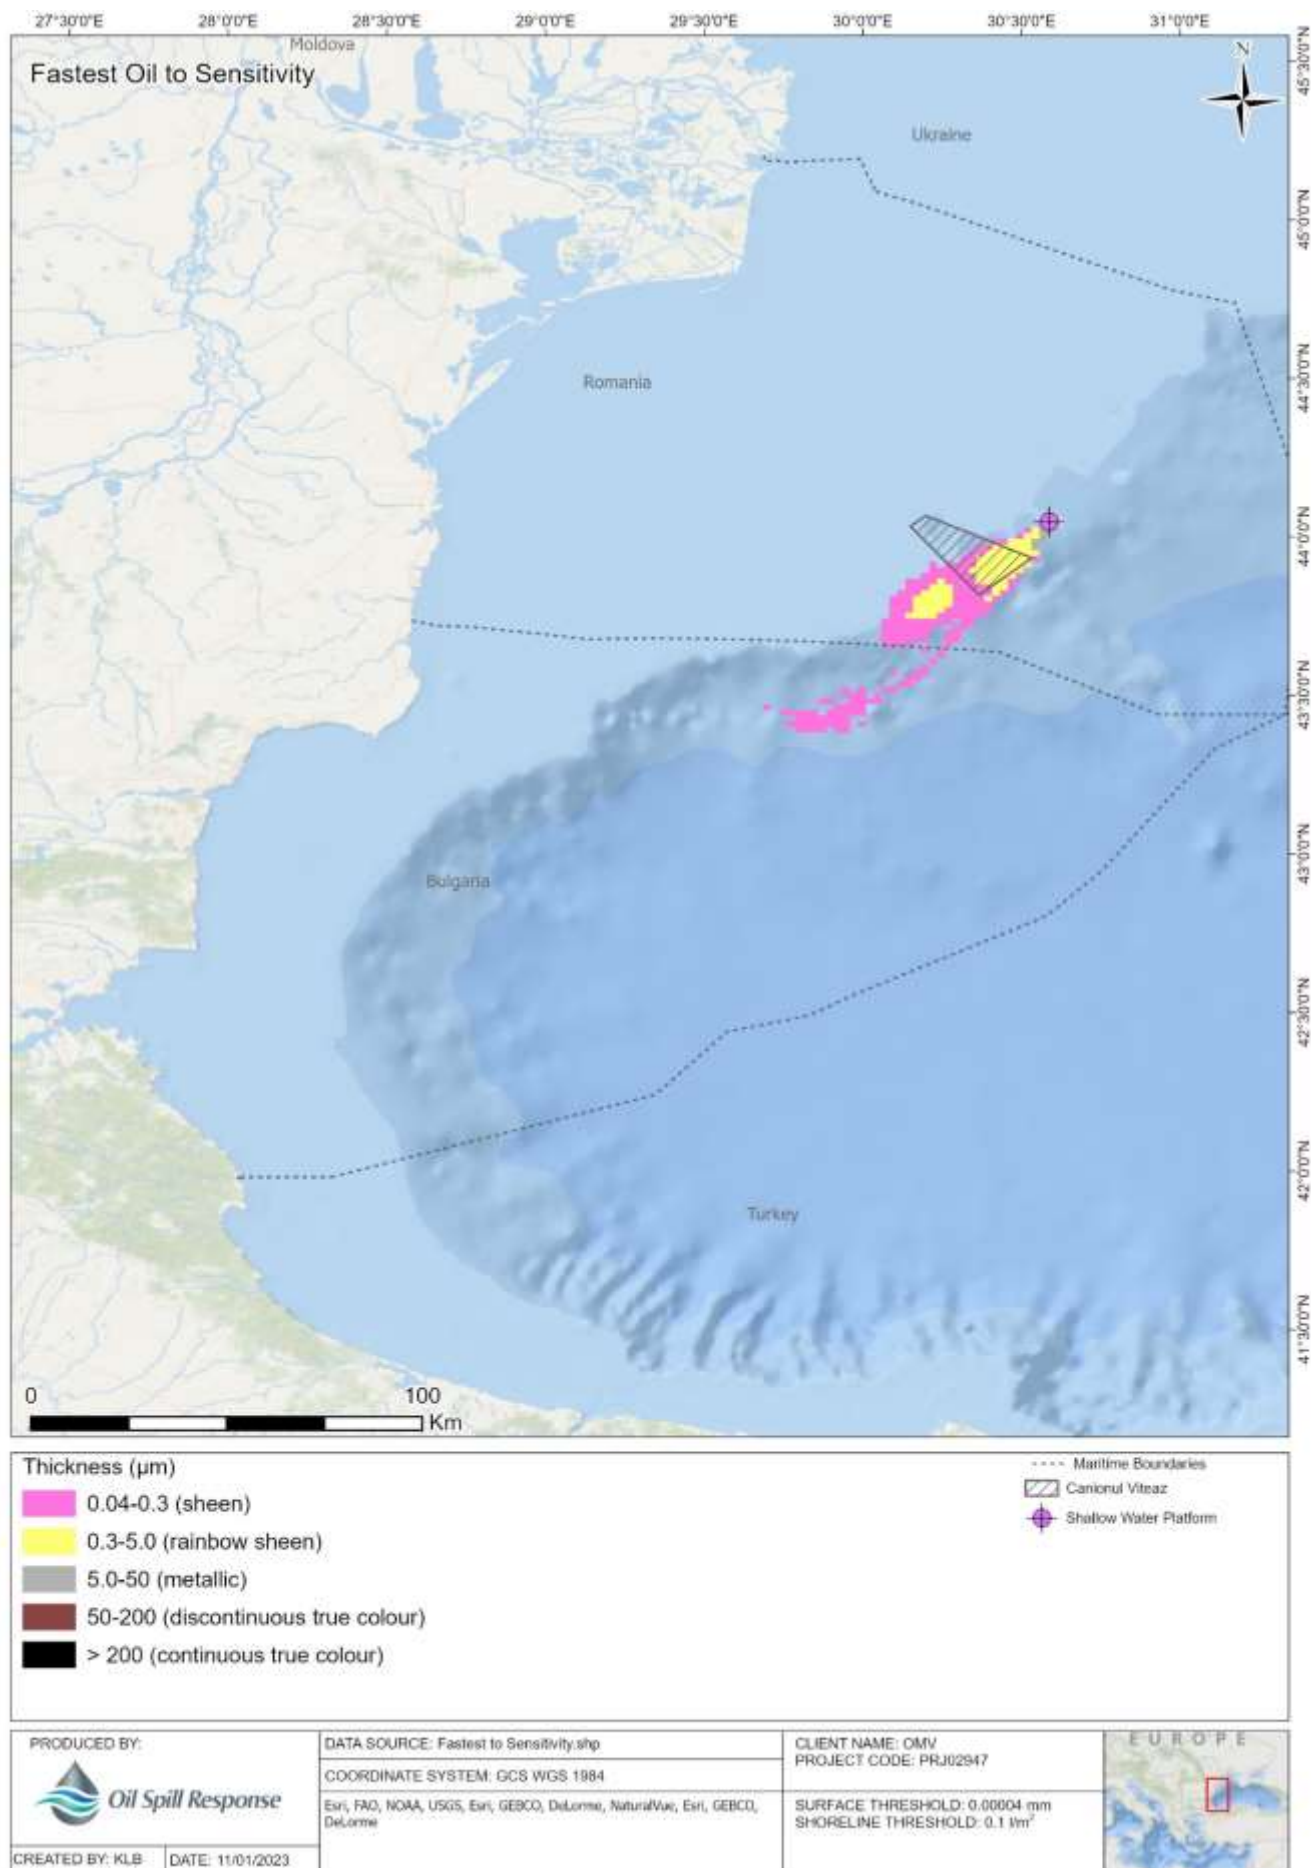 27°30'0"E 28°0'0"E 28°30'0"E 29°0'0"E 29°30'0"E 30°0'0"E 30°30'0"E 31°0'0"E
Moldova
Fastest Oil to Sensitivity
N
Ukraine
Romania
Bulgaria
Turkey
45°30'0"N
45°0'0"N
44°30'0"N
44°0'0"N
43°30'0"N
43°0'0"N
42°30'0"N
42°0'0"N
41°30'0"N
0 100
Km
Thickness (µm)
0.04-0.3 (sheen)
0.3-5.0 (rainbow sheen)
5.0-50 (metallic)
50-200 (discontinuous true colour)
> 200 (continuous true colour)
Maritime Boundaries
Canionul Viteaz
Shallow Water Platform
PRODUCED BY:
Oil Spill Response
CREATED BY: KLB DATE: 11/01/2023
DATA SOURCE: Fastest to Sensitivity.shp
COORDINATE SYSTEM: GCS WGS 1984
Esri, FAO, NOAA, USGS, Esri, GEBCO, DeLorme, NaturalVue, Esri, GEBCO,
DeLorme
CLIENT NAME: OMV
PROJECT CODE: PRJ02947
SURFACE THRESHOLD: 0.00004 mm
SHORELINE THRESHOLD: 0.1 l/m²
EUROPE